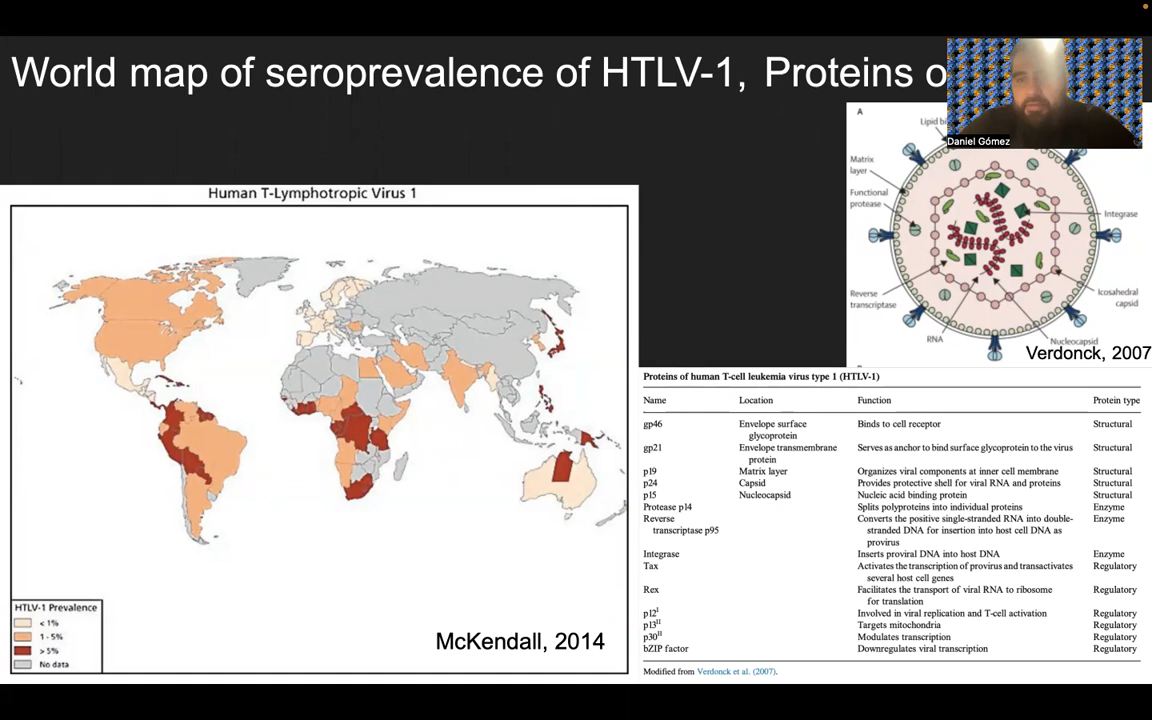 World map of seroprevalence of HTLV-1, Proteins o
Daniel Gómez
Human T-Lymphotropic Virus 1
HTLV-1 Prevalence
< 1%
1 - 5%
> 5%
No data
McKendall, 2014
A
Lipid bi
Matrix
layer
Functional
protease
Integrase
Reverse
transcriptase
Icosahedral
capsid
RNA
Nucleocapsid
Verdonck, 2007
Proteins of human T-cell leukemia virus type 1 (HTLV-1)
Name Location Function Protein type
gp46 Envelope surface glycoprotein Binds to cell receptor Structural
gp21 Envelope transmembrane protein Serves as anchor to bind surface glycoprotein to the virus Structural
p19 Matrix layer Organizes viral components at inner cell membrane Structural
p24 Capsid Provides protective shell for viral RNA and proteins Structural
p15 Nucleocapsid Nucleic acid binding protein Structural
Protease p14 Splits polyproteins into individual proteins Enzyme
Reverse transcriptase p95 Converts the positive single-stranded RNA into double-stranded DNA for insertion into host cell DNA as provirus Enzyme
Integrase Inserts proviral DNA into host DNA Enzyme
Tax Activates the transcription of provirus and transactivates several host cell genes Regulatory
Rex Facilitates the transport of viral RNA to ribosome for translation Regulatory
p12I Involved in viral replication and T-cell activation Regulatory
p13II Targets mitochondria Regulatory
p30II Modulates transcription Regulatory
bZIP factor Downregulates viral transcription Regulatory
Modified from Verdonck et al. (2007).